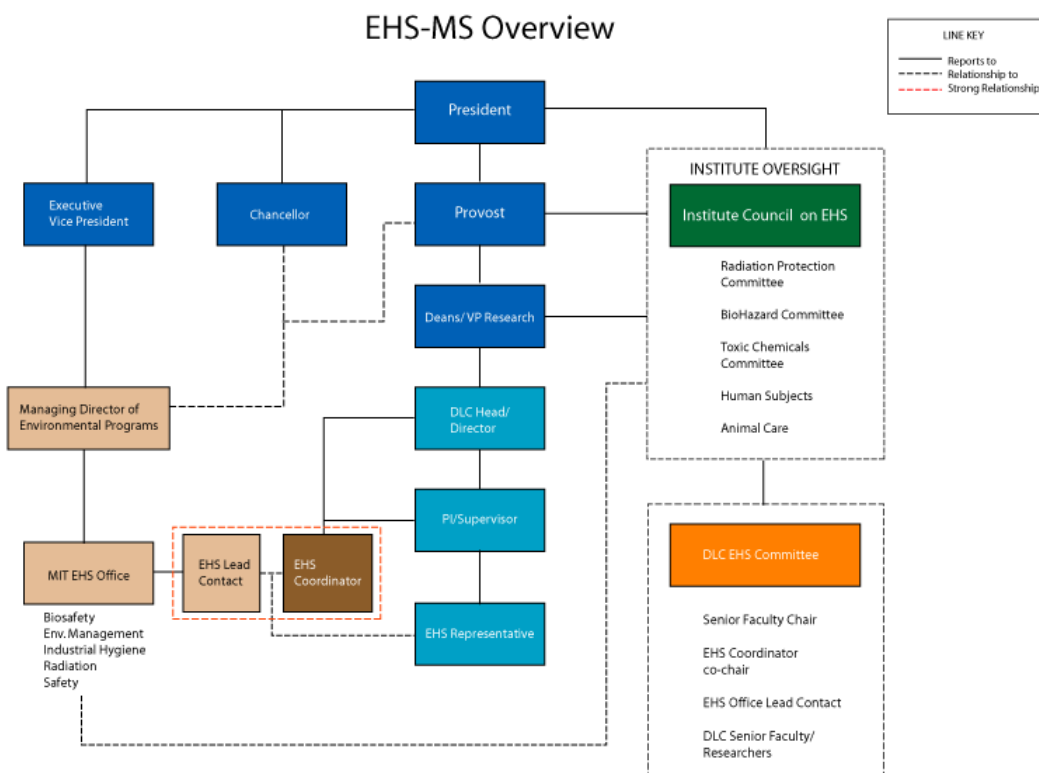 EHS-MS Overview
LINE KEY
Reports to
Relationship to
Strong Relationship
President
INSTITUTE OVERSIGHT
Executive
Vice President
Chancellor
Provost
Institute Council on EHS
Radiation Protection
Committee
BioHazard Committee
Toxic Chemicals
Committee
Human Subjects
Animal Care
Deans/VP Research
Managing Director of
Environmental Programs
DLC Head/
Director
PI/Supervisor
MIT EHS Office
EHS Lead
Contact
EHS
Coordinator
DLC EHS Committee
Biosafety
Env. Management
Industrial Hygiene
Radiation
Safety
EHS Representative
Senior Faculty Chair
EHS Coordinator
co-chair
EHS Office Lead Contact
DLC Senior Faculty/
Researchers